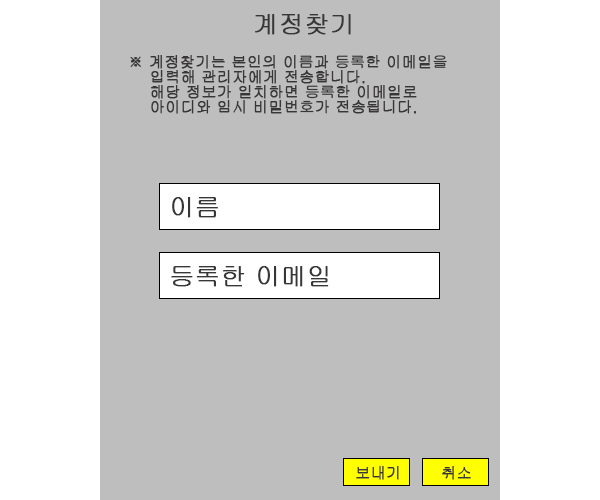 계정찾기
※ 계정찾기는 본인의 이름과 등록한 이메일을
입력해 관리자에게 전송합니다.
해당 정보가 일치하면 등록한 이메일로
아이디와 임시 비밀번호가 전송됩니다.
이름
등록한 이메일
보내기 취소